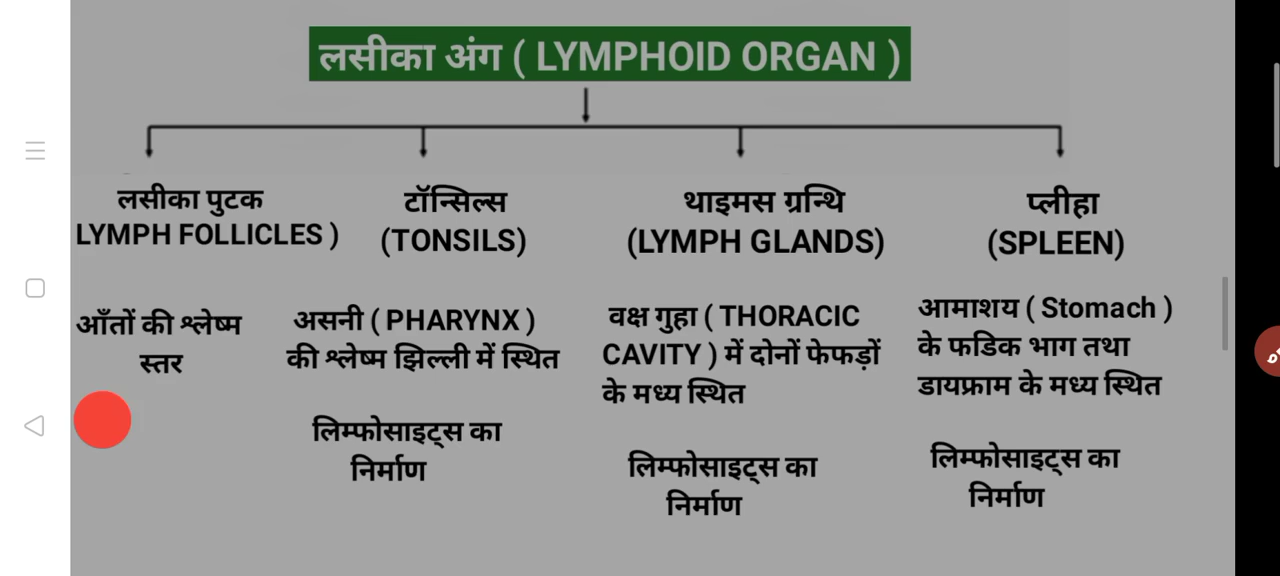 लसीका अंग ( LYMPHOID ORGAN )
लसीका पुटक
LYMPH FOLLICLES )
आँतों की श्लेष्म
स्तर
टॉन्सिल्स
(TONSILS)
असनी ( PHARYNX )
की श्लेष्म झिल्ली में स्थित
लिम्फोसाइट्स का
निर्माण
थाइमस ग्रन्थि
(LYMPH GLANDS)
वक्ष गुहा ( THORACIC
CAVITY ) में दोनों फेफड़ों
के मध्य स्थित
लिम्फोसाइट्स का
निर्माण
प्लीहा
(SPLEEN)
आमाशय ( Stomach )
के फडिक भाग तथा
डायफ्राम के मध्य स्थित
लिम्फोसाइट्स का
निर्माण